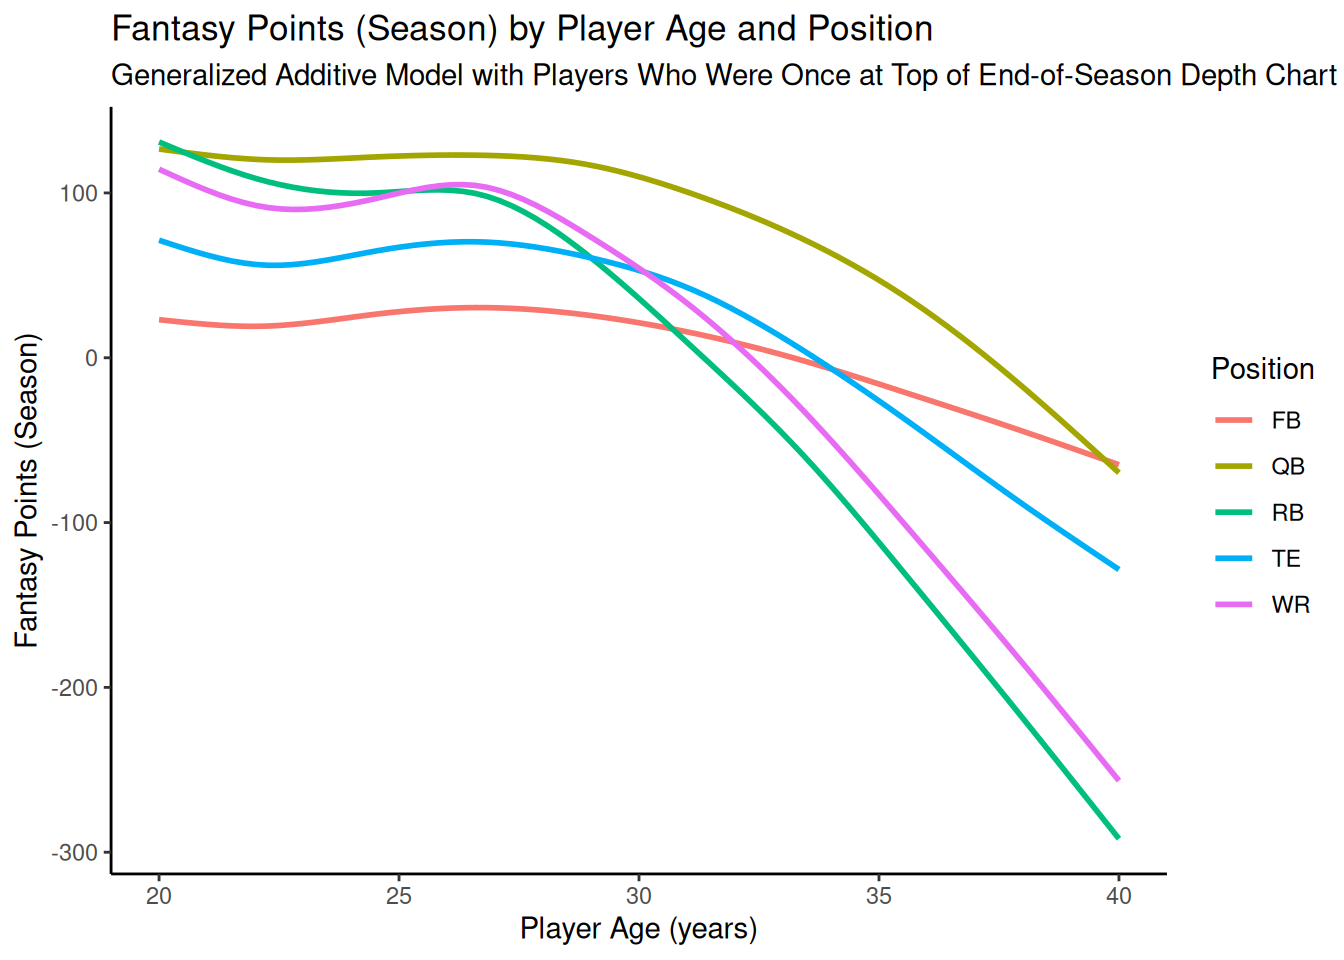 Fantasy Points (Season) by Player Age and Position
Generalized Additive Model with Players Who Were Once at Top of End-of-Season Depth Chart
Fantasy Points (Season)
100
0
-100
-200
-300
20
25
30
35
40
Player Age (years)
Position
FB
QB
RB
TE
WR